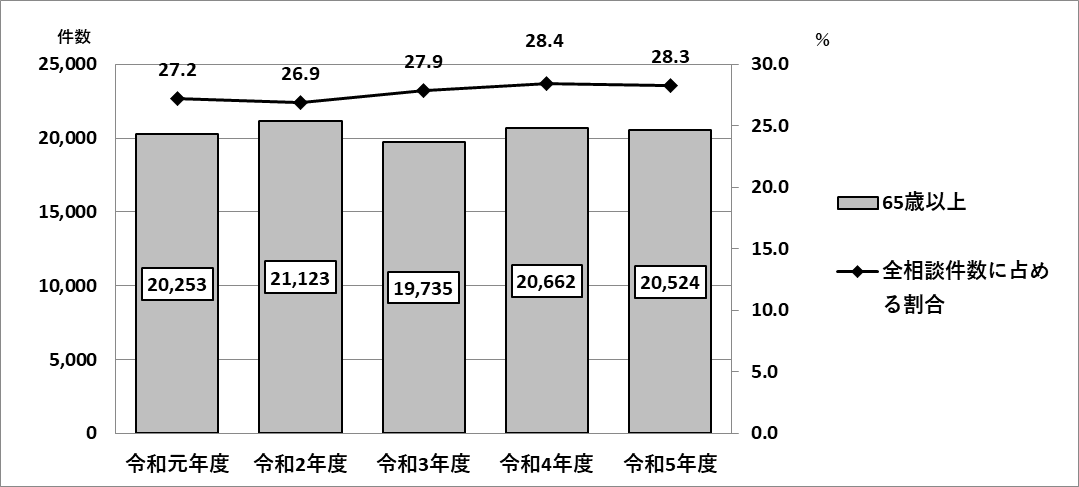 件数
%
25,000
20,000
15,000
10,000
5,000
0
27.2
26.9
27.9
28.4
28.3
20,253
21,123
19,735
20,662
20,524
30.0
25.0
20.0
15.0
10.0
5.0
0.0
令和元年度
令和2年度
令和3年度
令和4年度
令和5年度
65歳以上
全相談件数に占め
る割合